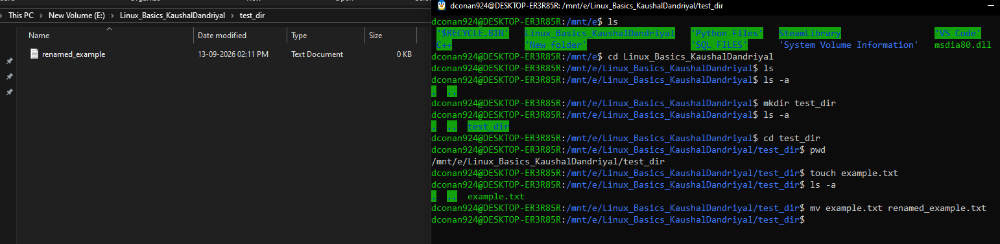 Organize New Open Select
This PC > New Volume (E:) > Linux_Basics_KaushalDandriyal > test_dir
Name Date modified Type Size
renamed_example 13-09-2026 02:11 PM Text Document 0 KB
dconan924@DESKTOP-ER3R85R: /mnt/e/Linux_Basics_KaushalDandriyal/test_dir
dconan924@DESKTOP-ER3R85R:/mnt/e$ ls
'$RECYCLE.BIN' Linux_Basics_KaushalDandriyal 'Python Files' SteamLibrary 'VS Code'
C++ 'New folder' 'SQL FILES' 'System Volume Information' msdia80.dll
dconan924@DESKTOP-ER3R85R:/mnt/e$ cd Linux_Basics_KaushalDandriyal
dconan924@DESKTOP-ER3R85R:/mnt/e/Linux_Basics_KaushalDandriyal$ ls
dconan924@DESKTOP-ER3R85R:/mnt/e/Linux_Basics_KaushalDandriyal$ ls -a
. ..
dconan924@DESKTOP-ER3R85R:/mnt/e/Linux_Basics_KaushalDandriyal$ mkdir test_dir
dconan924@DESKTOP-ER3R85R:/mnt/e/Linux_Basics_KaushalDandriyal$ ls -a
. .. test_dir
dconan924@DESKTOP-ER3R85R:/mnt/e/Linux_Basics_KaushalDandriyal$ cd test_dir
dconan924@DESKTOP-ER3R85R:/mnt/e/Linux_Basics_KaushalDandriyal/test_dir$ pwd
/mnt/e/Linux_Basics_KaushalDandriyal/test_dir
dconan924@DESKTOP-ER3R85R:/mnt/e/Linux_Basics_KaushalDandriyal/test_dir$ touch example.txt
dconan924@DESKTOP-ER3R85R:/mnt/e/Linux_Basics_KaushalDandriyal/test_dir$ ls -a
. .. example.txt
dconan924@DESKTOP-ER3R85R:/mnt/e/Linux_Basics_KaushalDandriyal/test_dir$ mv example.txt renamed_example.txt
dconan924@DESKTOP-ER3R85R:/mnt/e/Linux_Basics_KaushalDandriyal/test_dir$